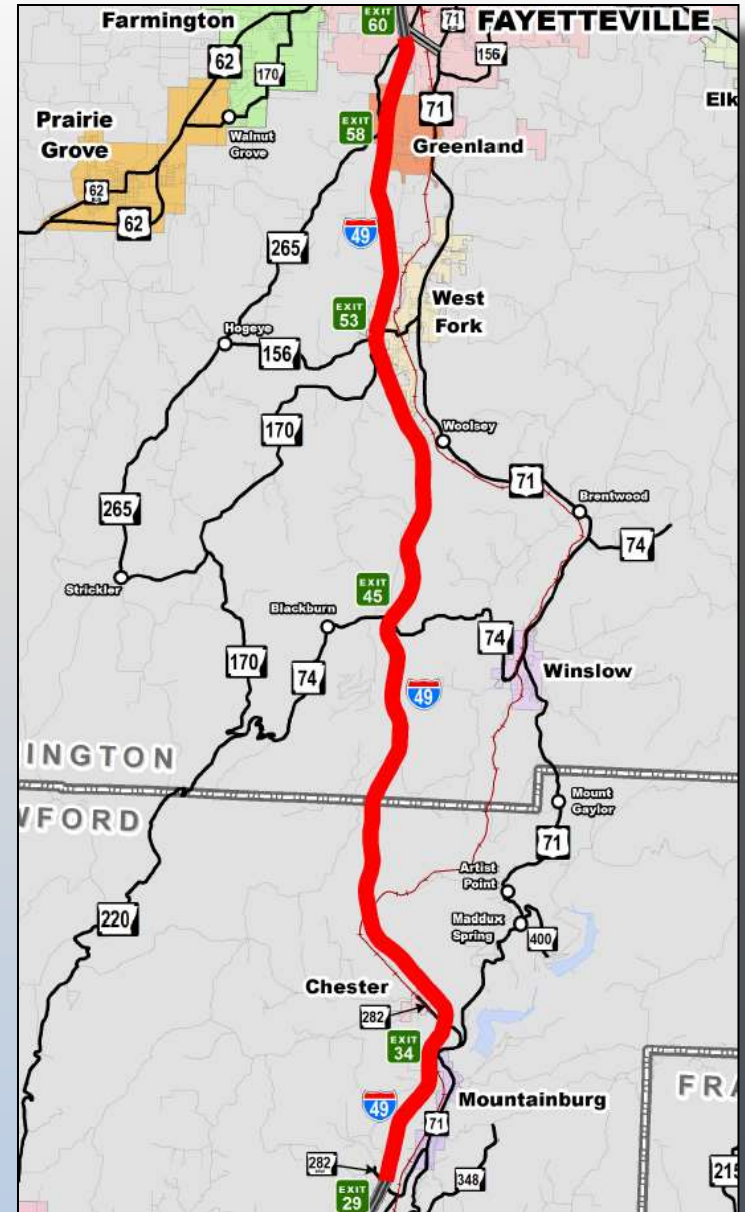 Farmington
EXIT
60
71
FAYETTEVILLE
62
170
156
Elk
Prairie
Grove
Walnut
Grove
EXIT
58
71
Greenland
62
62
265
49
EXIT
53
West
Fork
Hogeye
156
170
Woolsey
71
Brentwood
265
74
Strickler
EXIT
45
Blackburn
74
170
74
Winslow
49
INGTON
WFORD
Mount
Gaylor
71
Artist
Point
220
Maddux
Spring
400
Chester
282
EXIT
34
49
Mountainburg
FRA
71
282
348
215
EXIT
29